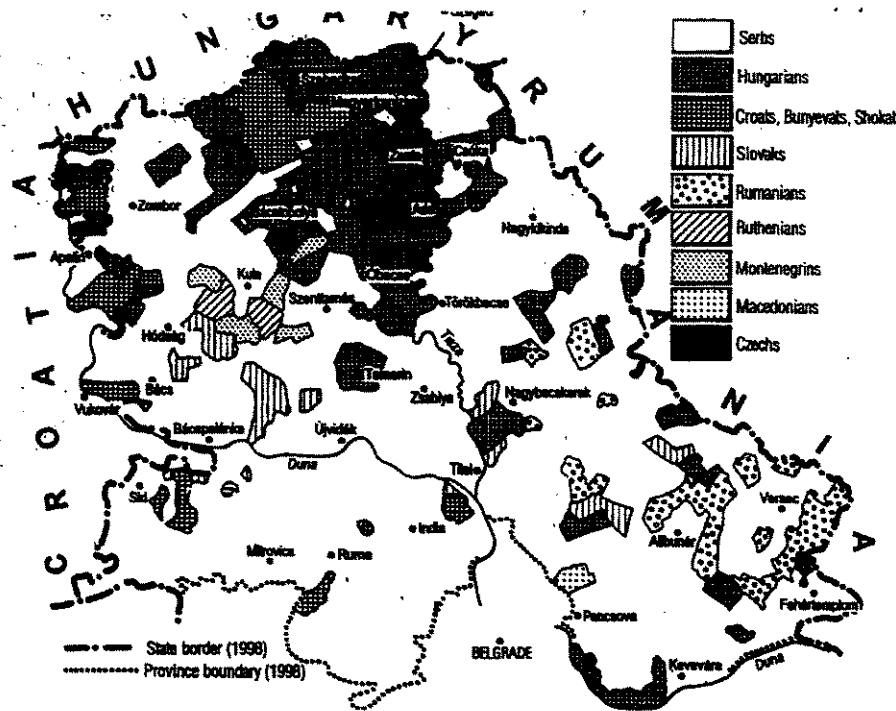 HUNGARY
RUMANIA
CROATIA
Serbs
Hungarians
Croats, Bunyevats, Shokat
Slovaks
Rumanians
Ruthenians
Montenegrins
Macedonians
Czechs
Zombor
Nagykikinda
Apatin
Kula
Szenttamás
Óbecse
Törökbecse
Hódság
Tisza
Temerin
Zsablya
Nagybecskerek
Bács
Vukovár
Bácspalánka
Újvidék
Duna
Titel
Sid
India
Alibunár
Versec
Mitrovica
Ruma
Fehértemplom
Pancsova
State border (1998)
Province boundary (1998)
BELGRADE
Kevevára
Duna